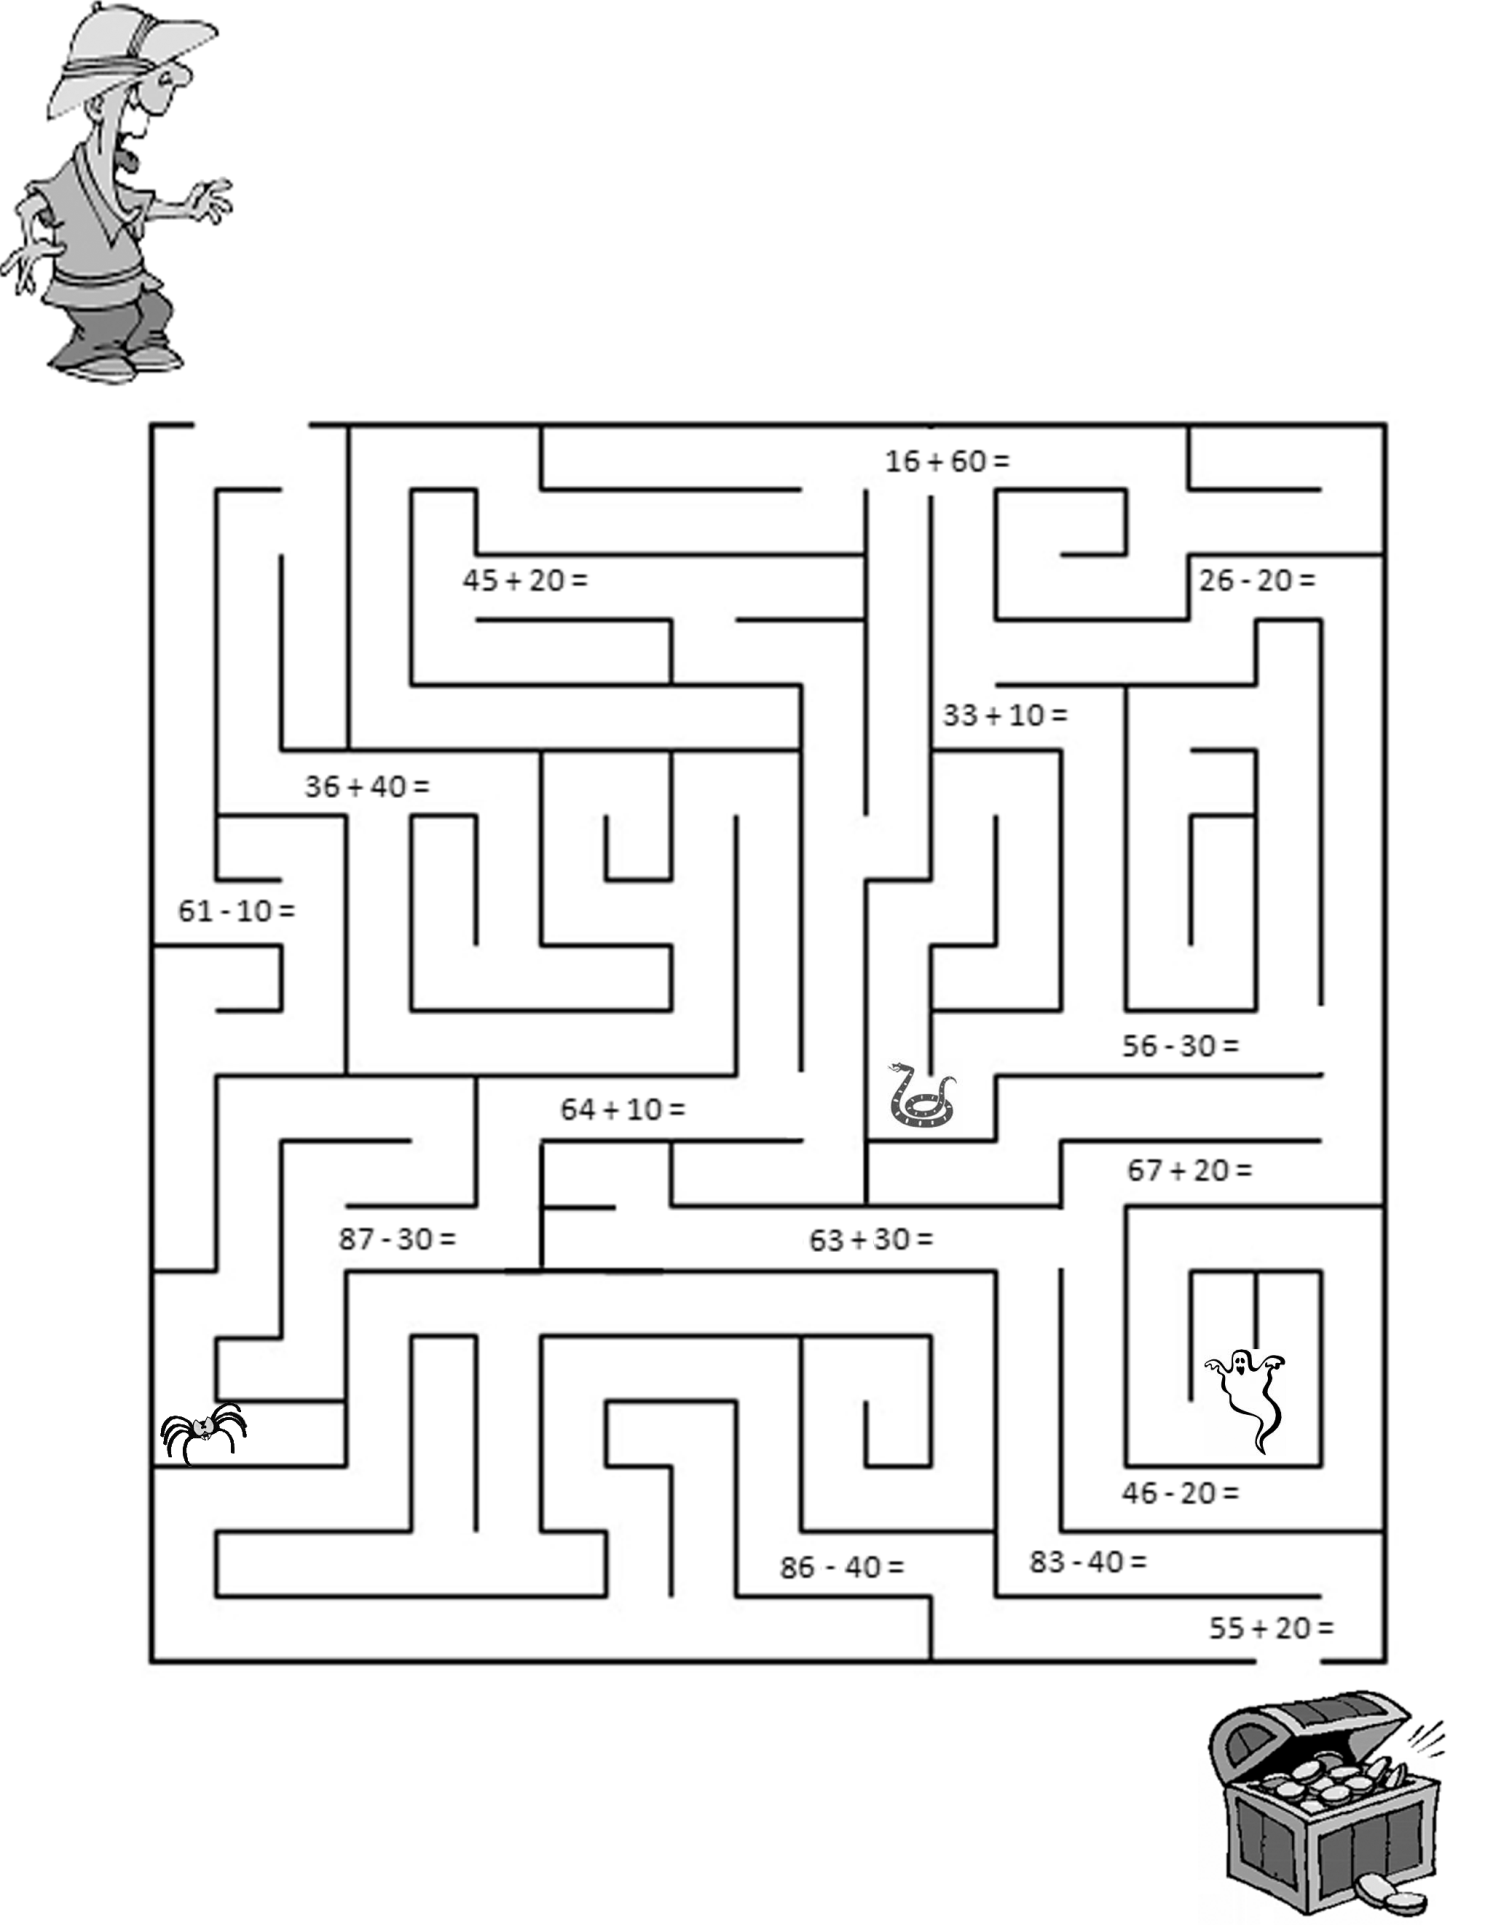 16 + 60 =
45 + 20 =
26 - 20 =
33 + 10 =
36 + 40 =
61 - 10 =
56 - 30 =
64 + 10 =
67 + 20 =
87 - 30 =
63 + 30 =
46 - 20 =
86 - 40 =
83 - 40 =
55 + 20 =